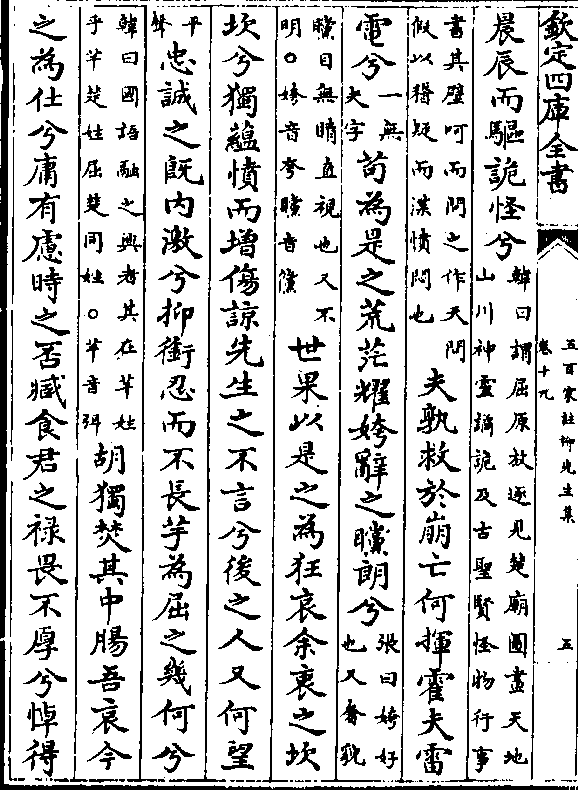 欽定四庫全書
五百家註柳先生集
卷十九
五
晨辰而驅詭怪兮
韓曰謂屈原放逐見楚廟圖畫天地
山川神靈譎詭及古聖賢怪物行事
書其壁呵而問之作天問
假以稽疑而渫憤悶也
夫孰救於崩亡何揮霍夫雷
電兮
一無
夫字
茍為是之荒茫耀姱辭之矘朗兮
張曰姱好
也又奢貌
矘目無睛直視也又不
明○姱音夸矘音儻
世果以是之為狂哀余衷之坎
坎兮獨蘊憤而增傷諒先生之不言兮後之人又何望
平
聲
忠誠之既内激兮抑銜忍而不長芋為屈之幾何兮
韓曰國語融之興者其在芊姓
乎芊楚姓屈楚同姓○芊音弭
胡獨焚其中腸吾哀今
之為仕兮庸有慮時之否臧食君之禄畏不厚兮悼得